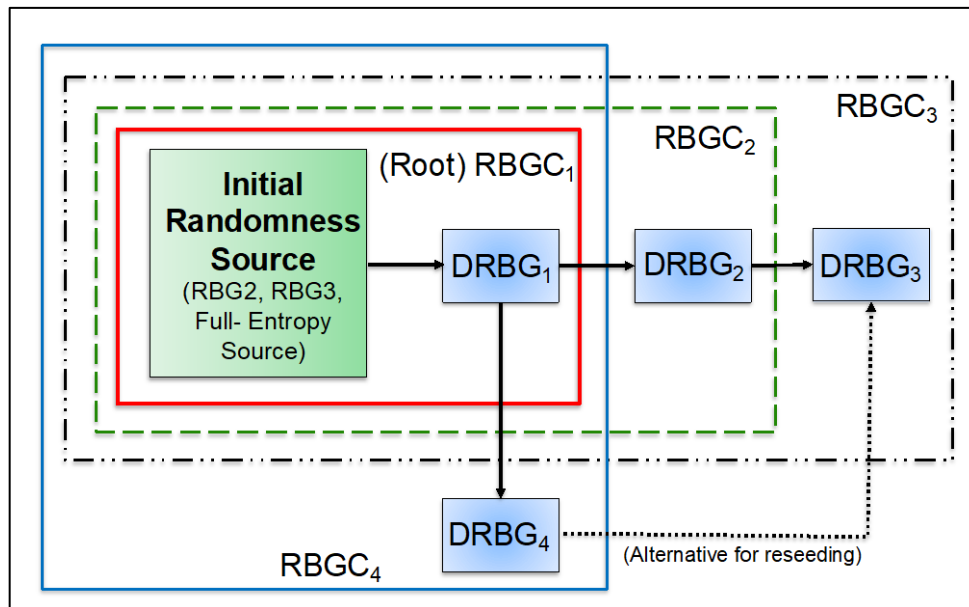 RBGC₃
RBGC₂
(Root) RBGC₁
Initial
Randomness
Source
(RBG2, RBG3,
Full- Entropy
Source)
DRBG₁
DRBG₂
DRBG₃
DRBG₄
(Alternative for reseeding)
RBGC₄